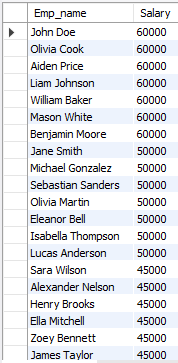 Emp_name Salary
John Doe 60000
Olivia Cook 60000
Aiden Price 60000
Liam Johnson 60000
William Baker 60000
Mason White 60000
Benjamin Moore 60000
Jane Smith 50000
Michael Gonzalez 50000
Sebastian Sanders 50000
Olivia Martin 50000
Eleanor Bell 50000
Isabella Thompson 50000
Lucas Anderson 50000
Sara Wilson 45000
Alexander Nelson 45000
Henry Brooks 45000
Ella Mitchell 45000
Zoey Bennett 45000
James Taylor 45000